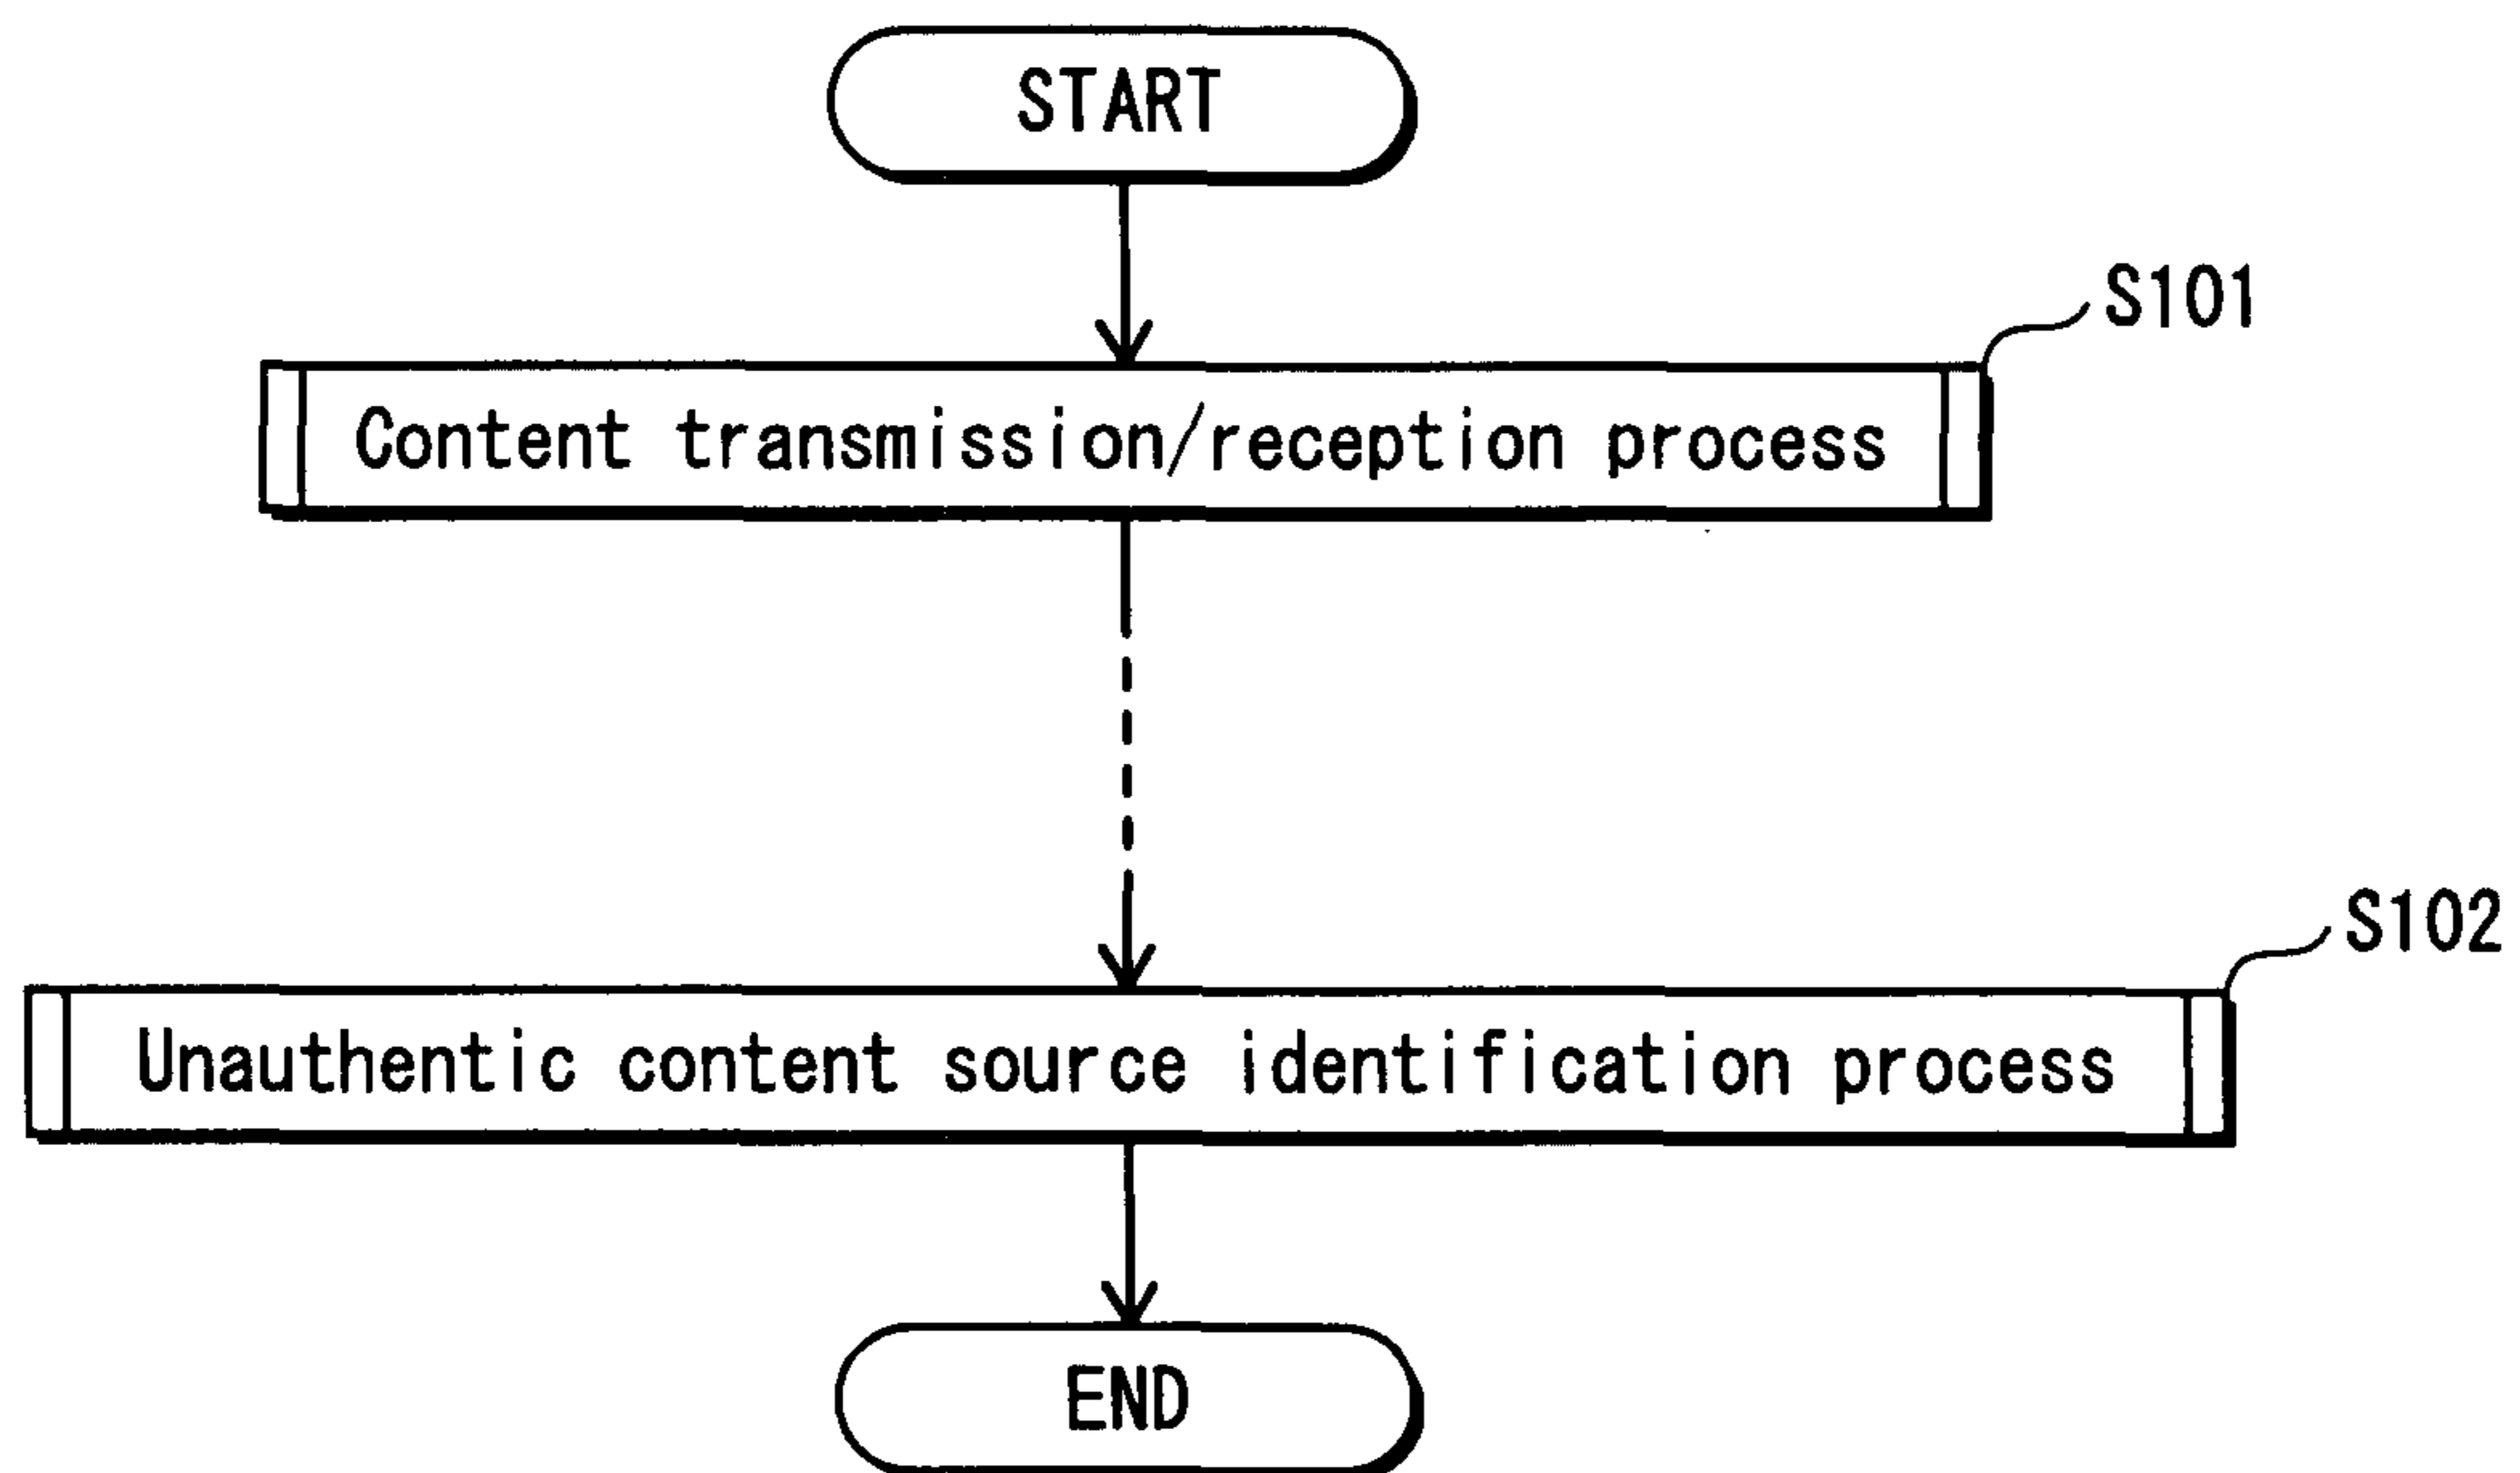 START
S101
Content transmission/reception process
S102
Unauthentic content source identification process
END